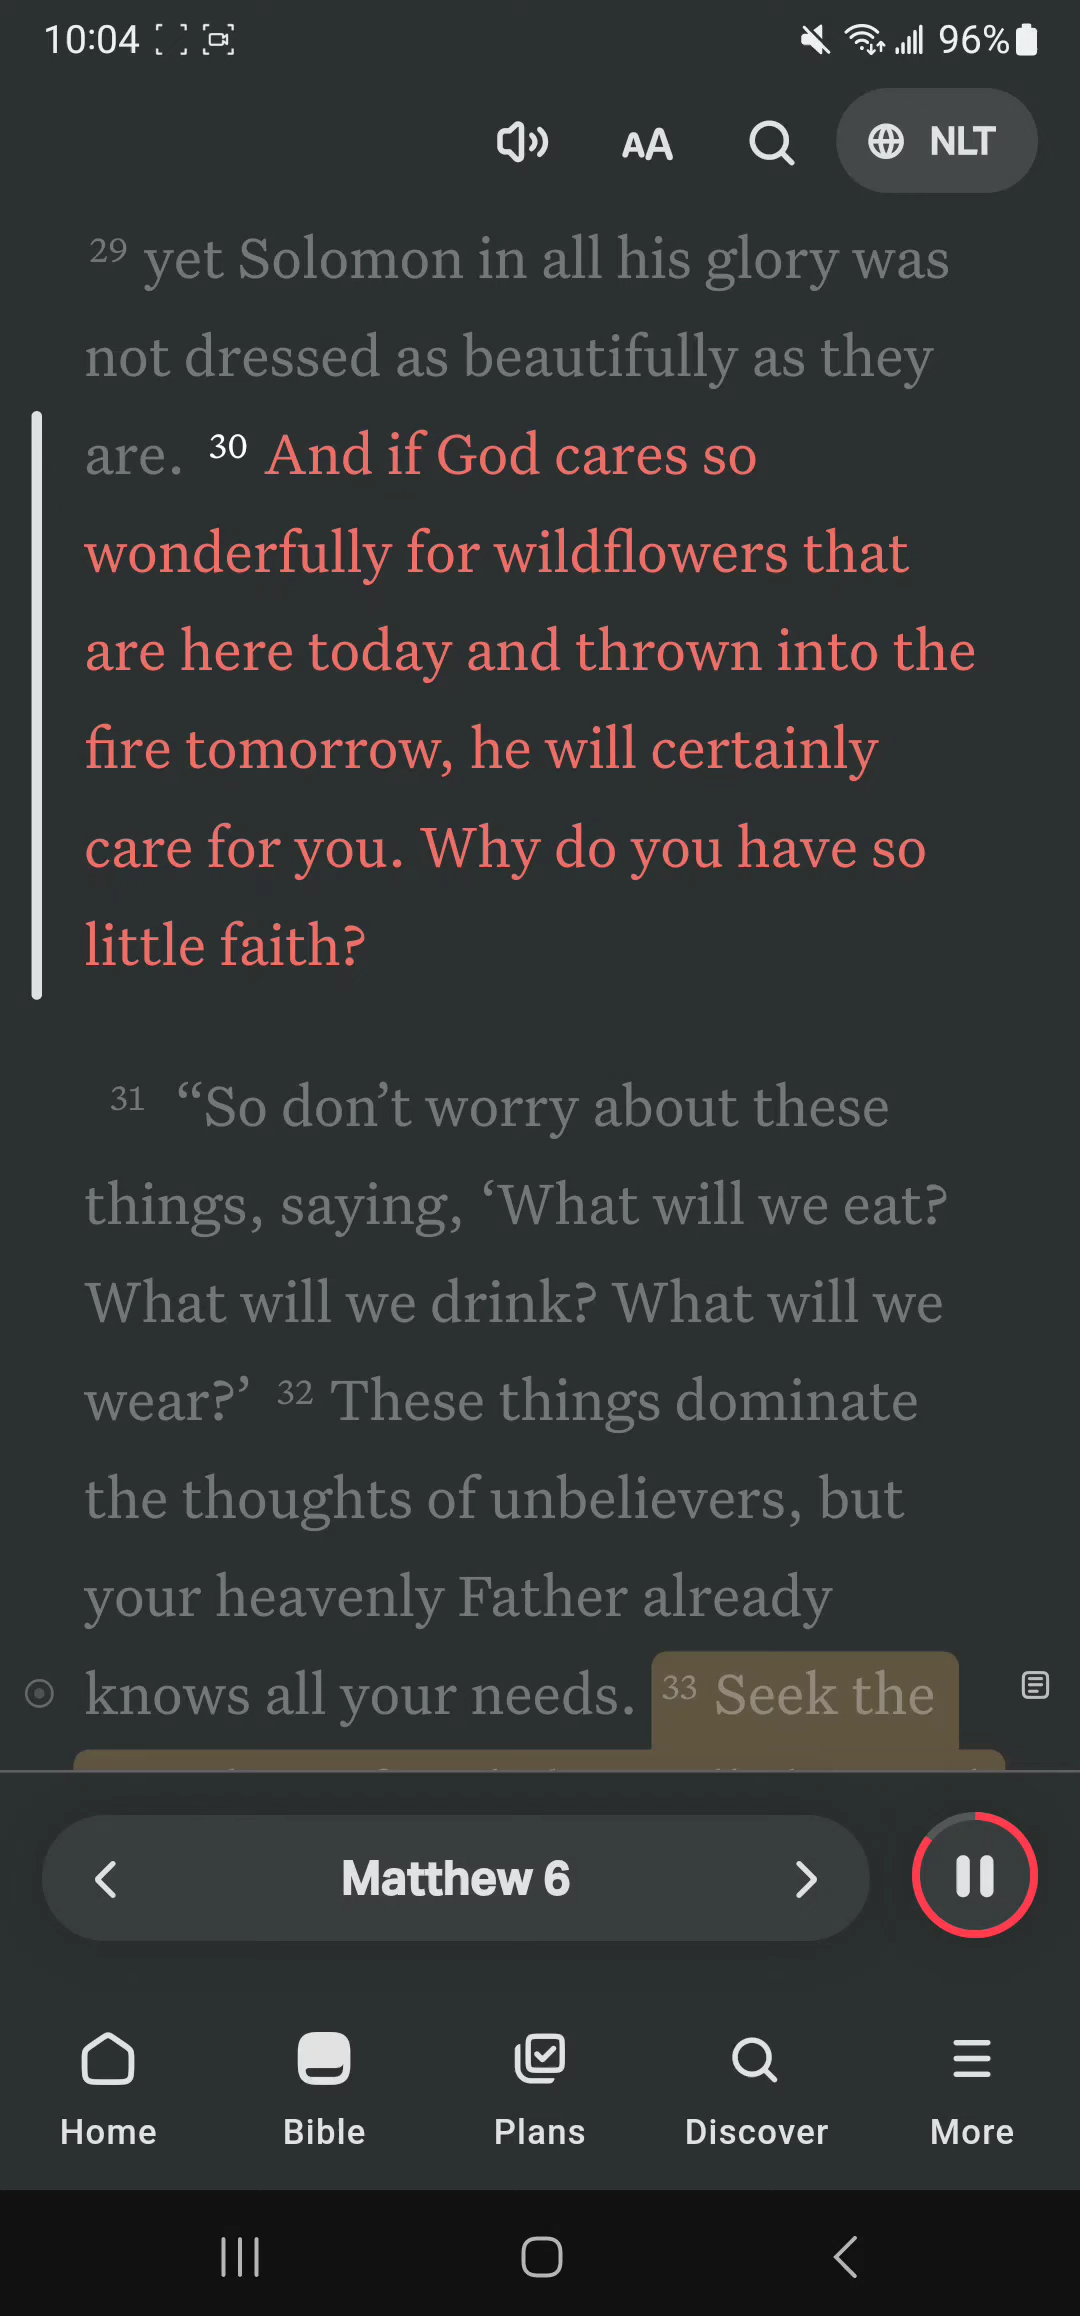 10:04 96%
NLT
29 yet Solomon in all his glory was
not dressed as beautifully as they
are. 30 And if God cares so
wonderfully for wildflowers that
are here today and thrown into the
fire tomorrow, he will certainly
care for you. Why do you have so
little faith?
31 “So don’t worry about these
things, saying, ‘What will we eat?
What will we drink? What will we
wear?’ 32 These things dominate
the thoughts of unbelievers, but
your heavenly Father already
knows all your needs. 33 Seek the
Matthew 6
Home Bible Plans Discover More